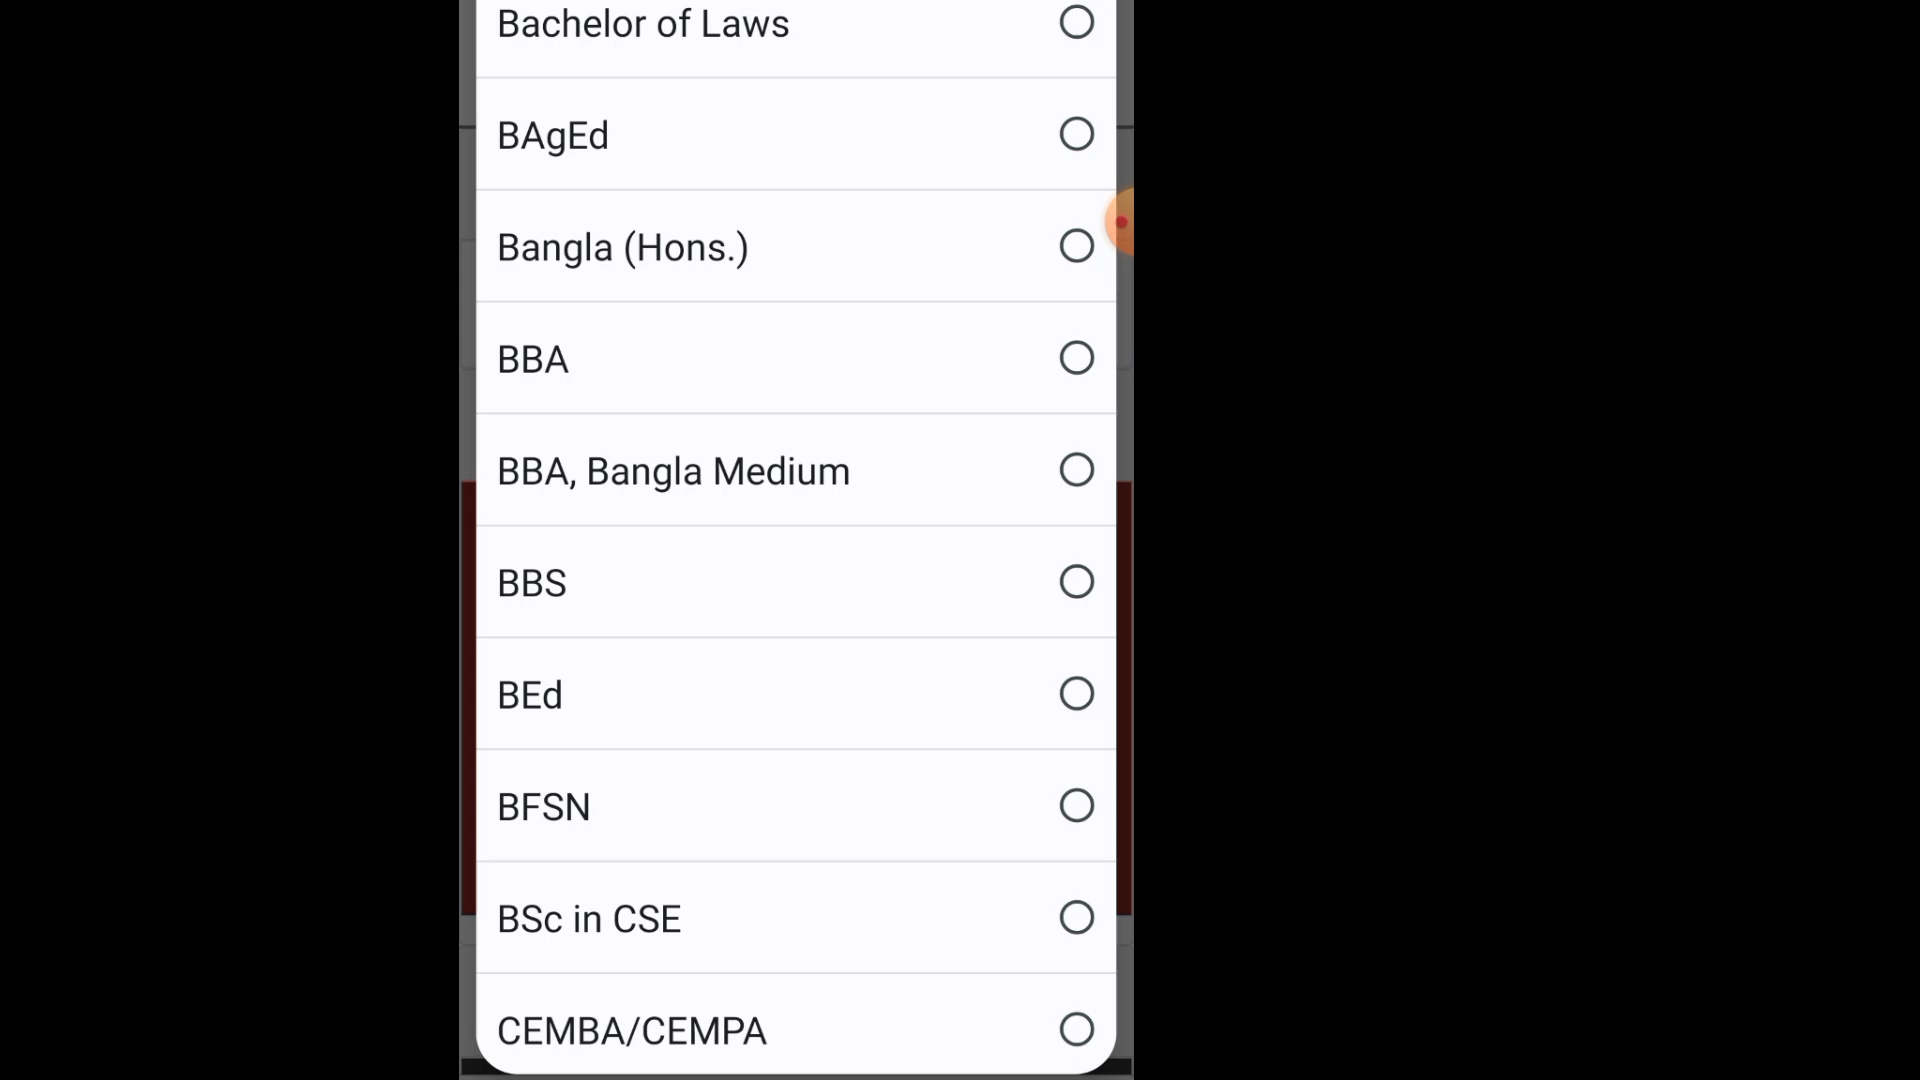 Bachelor of Laws
BAgEd
Bangla (Hons.)
BBA
BBA, Bangla Medium
BBS
BEd
BFSN
BSc in CSE
CEMBA/CEMPA